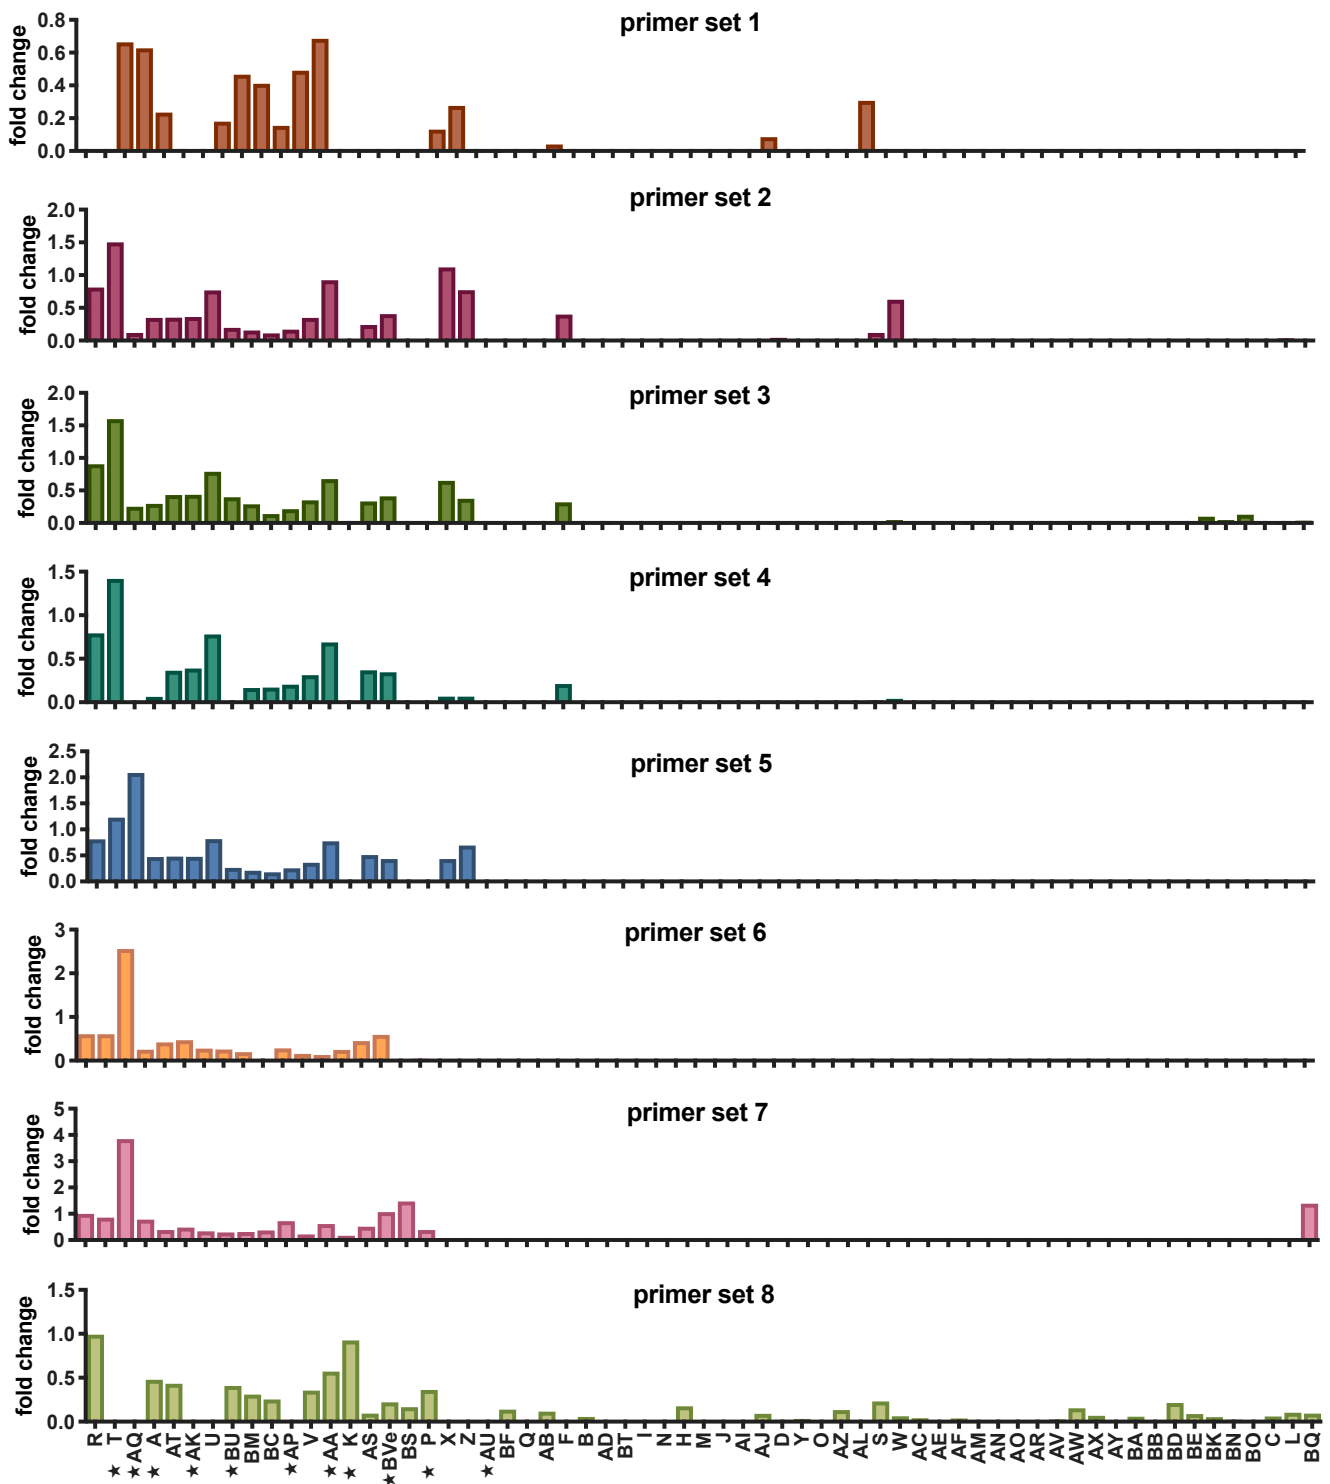 primer set 1
fold change
0.8
0.6
0.4
0.2
0.0
primer set 2
fold change
2.0
1.5
1.0
0.5
0.0
primer set 3
fold change
2.0
1.5
1.0
0.5
0.0
primer set 4
fold change
1.5
1.0
0.5
0.0
primer set 5
fold change
2.5
2.0
1.5
1.0
0.5
0.0
primer set 6
fold change
3
2
1
0
primer set 7
fold change
5
4
3
2
1
0
primer set 8
fold change
1.5
1.0
0.5
0.0
R
★ T
★ AQ
★ A
AT
★ AK
U
★ BU
BM
BC
★ AP
V
★ AA
★ K
AS
★ BVe
BS
★ P
X
Z
★ AU
BF
Q
AB
F
B
AD
BT
I
N
H
M
J
AI
AJ
D
Y
O
AZ
AL
S
W
AC
AE
AF
AM
AN
AO
AR
AV
AW
AX
AY
BA
BB
BD
BE
BK
BN
BO
C
L
BQ